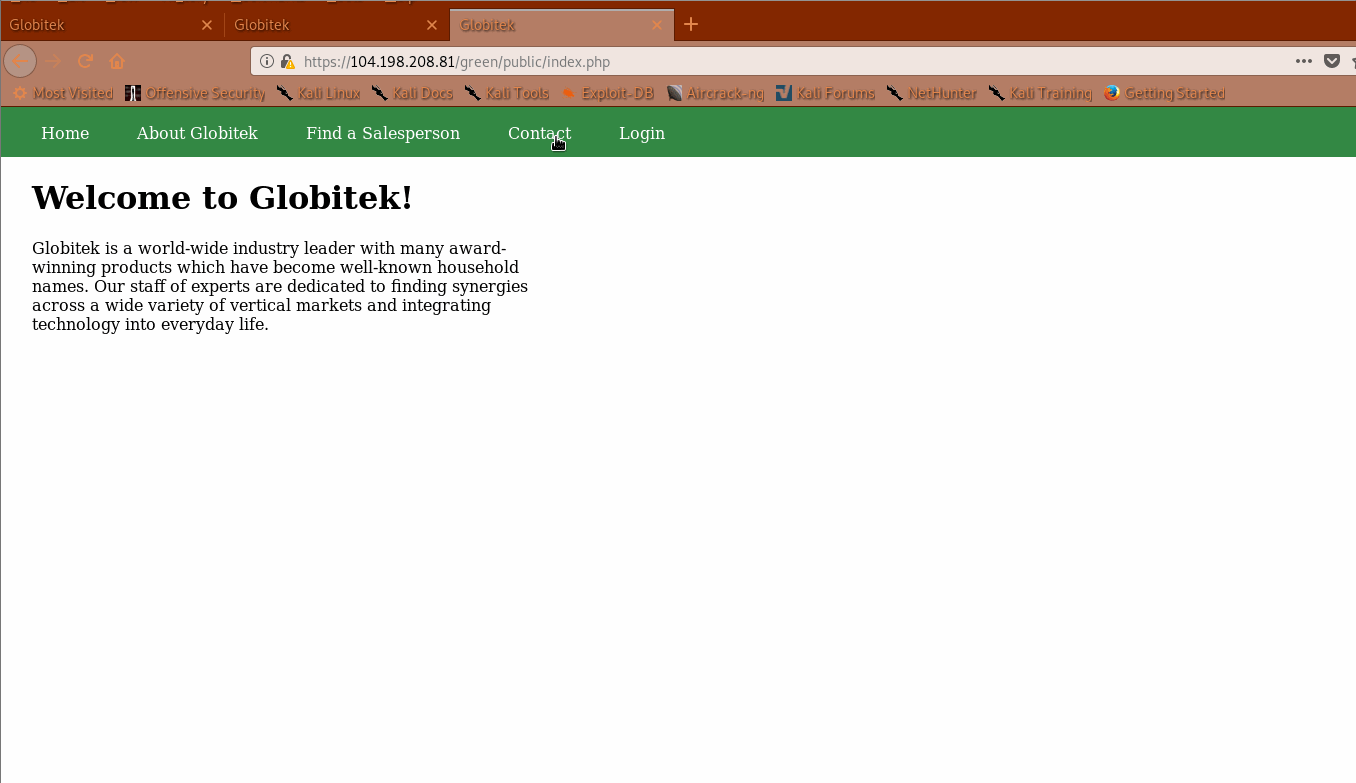 Globitek Globitek Globitek
https://104.198.208.81/green/public/index.php
Most Visited Offensive Security Kali Linux Kali Docs Kali Tools Exploit-DB Aircrack-ng Kali Forums NetHunter Kali Training Getting Started
Home About Globitek Find a Salesperson Contact Login
Welcome to Globitek!
Globitek is a world-wide industry leader with many award-
winning products which have become well-known household
names. Our staff of experts are dedicated to finding synergies
across a wide variety of vertical markets and integrating
technology into everyday life.